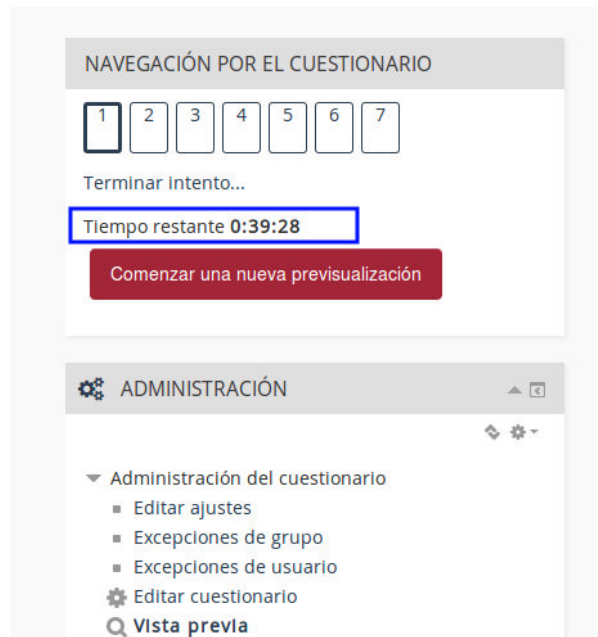 NAVEGACIÓN POR EL CUESTIONARIO
1 2 3 4 5 6 7
Terminar intento...
Tiempo restante 0:39:28
Comenzar una nueva previsualización
ADMINISTRACIÓN
Administración del cuestionario
Editar ajustes
Excepciones de grupo
Excepciones de usuario
Editar cuestionario
Vista previa